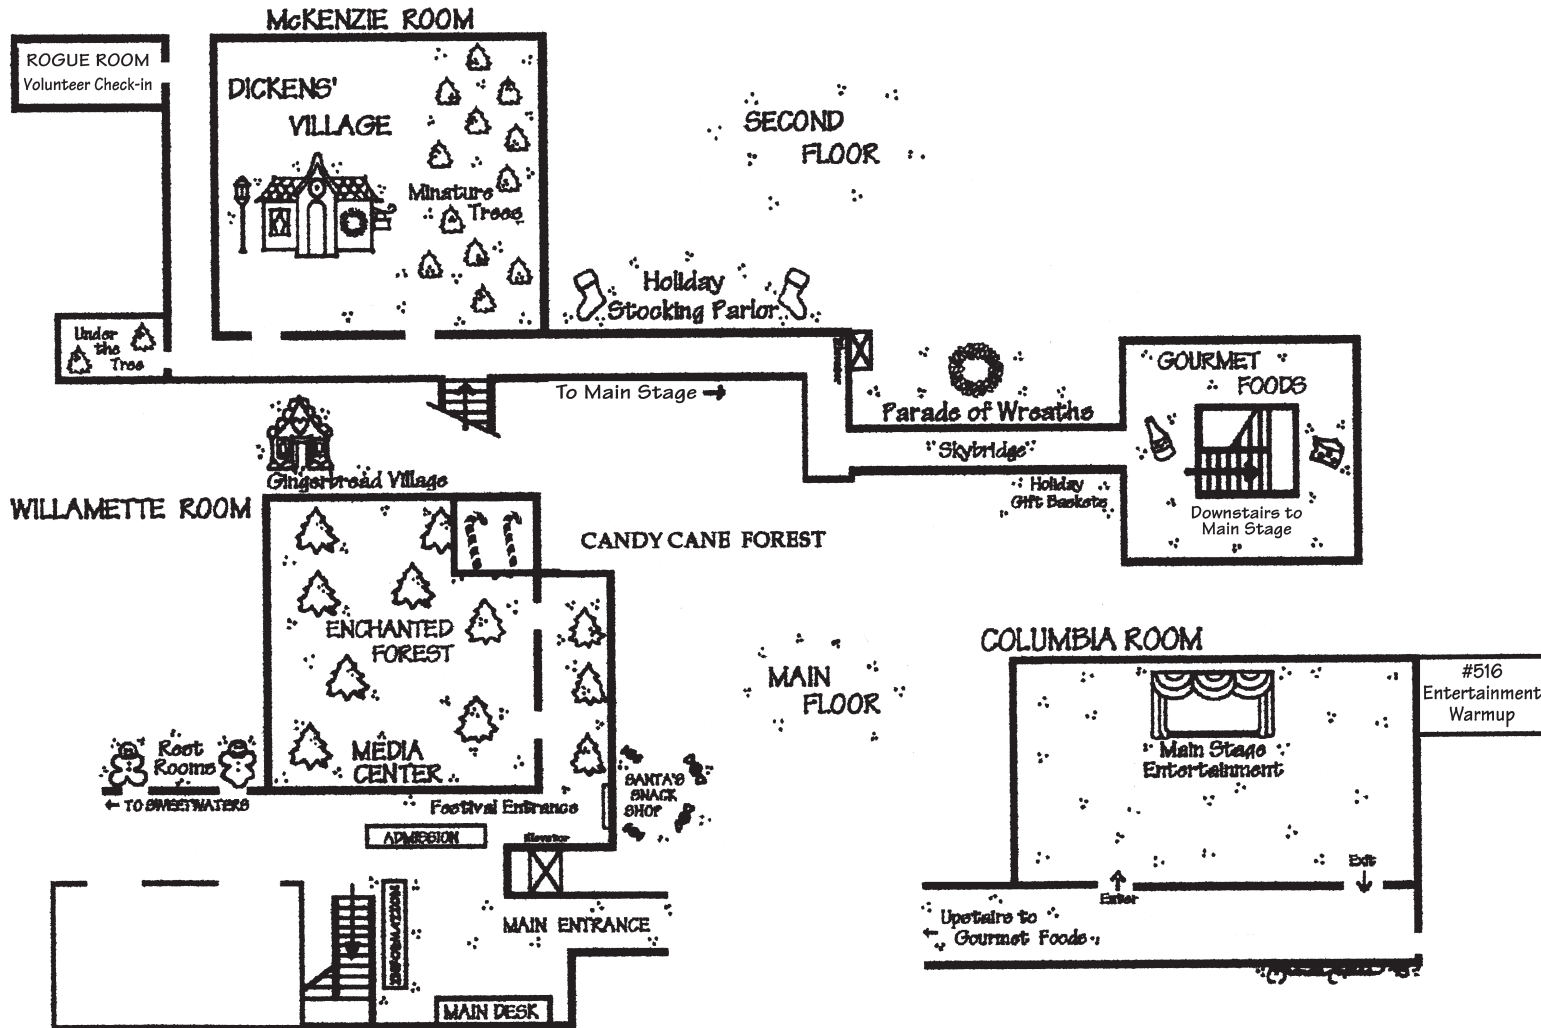 McKENZIE ROOM
ROGUE ROOM
Volunteer Check-in
DICKENS'
VILLAGE
Minature
Trees
SECOND
FLOOR
Holiday
Stocking Parlor
Under
the
Tree
To Main Stage
Elevator
Parade of Wreaths
Skybridge
Holiday
Gift Baskets
GOURMET
FOODS
Downstairs to
Main Stage
Gingerbread Village
WILLAMETTE ROOM
CANDY CANE FOREST
ENCHANTED
FOREST
MEDIA
CENTER
Rest
Rooms
← TO SWEETWATERS
Festival Entrance
SANTA'S
SNACK
SHOP
ADMISSION
Elevator
INFORMATION
MAIN ENTRANCE
MAIN DESK
MAIN
FLOOR
COLUMBIA ROOM
#516
Entertainment
Warmup
Main Stage
Entertainment
Exit
Enter
Upstairs to
Gourmet Foods